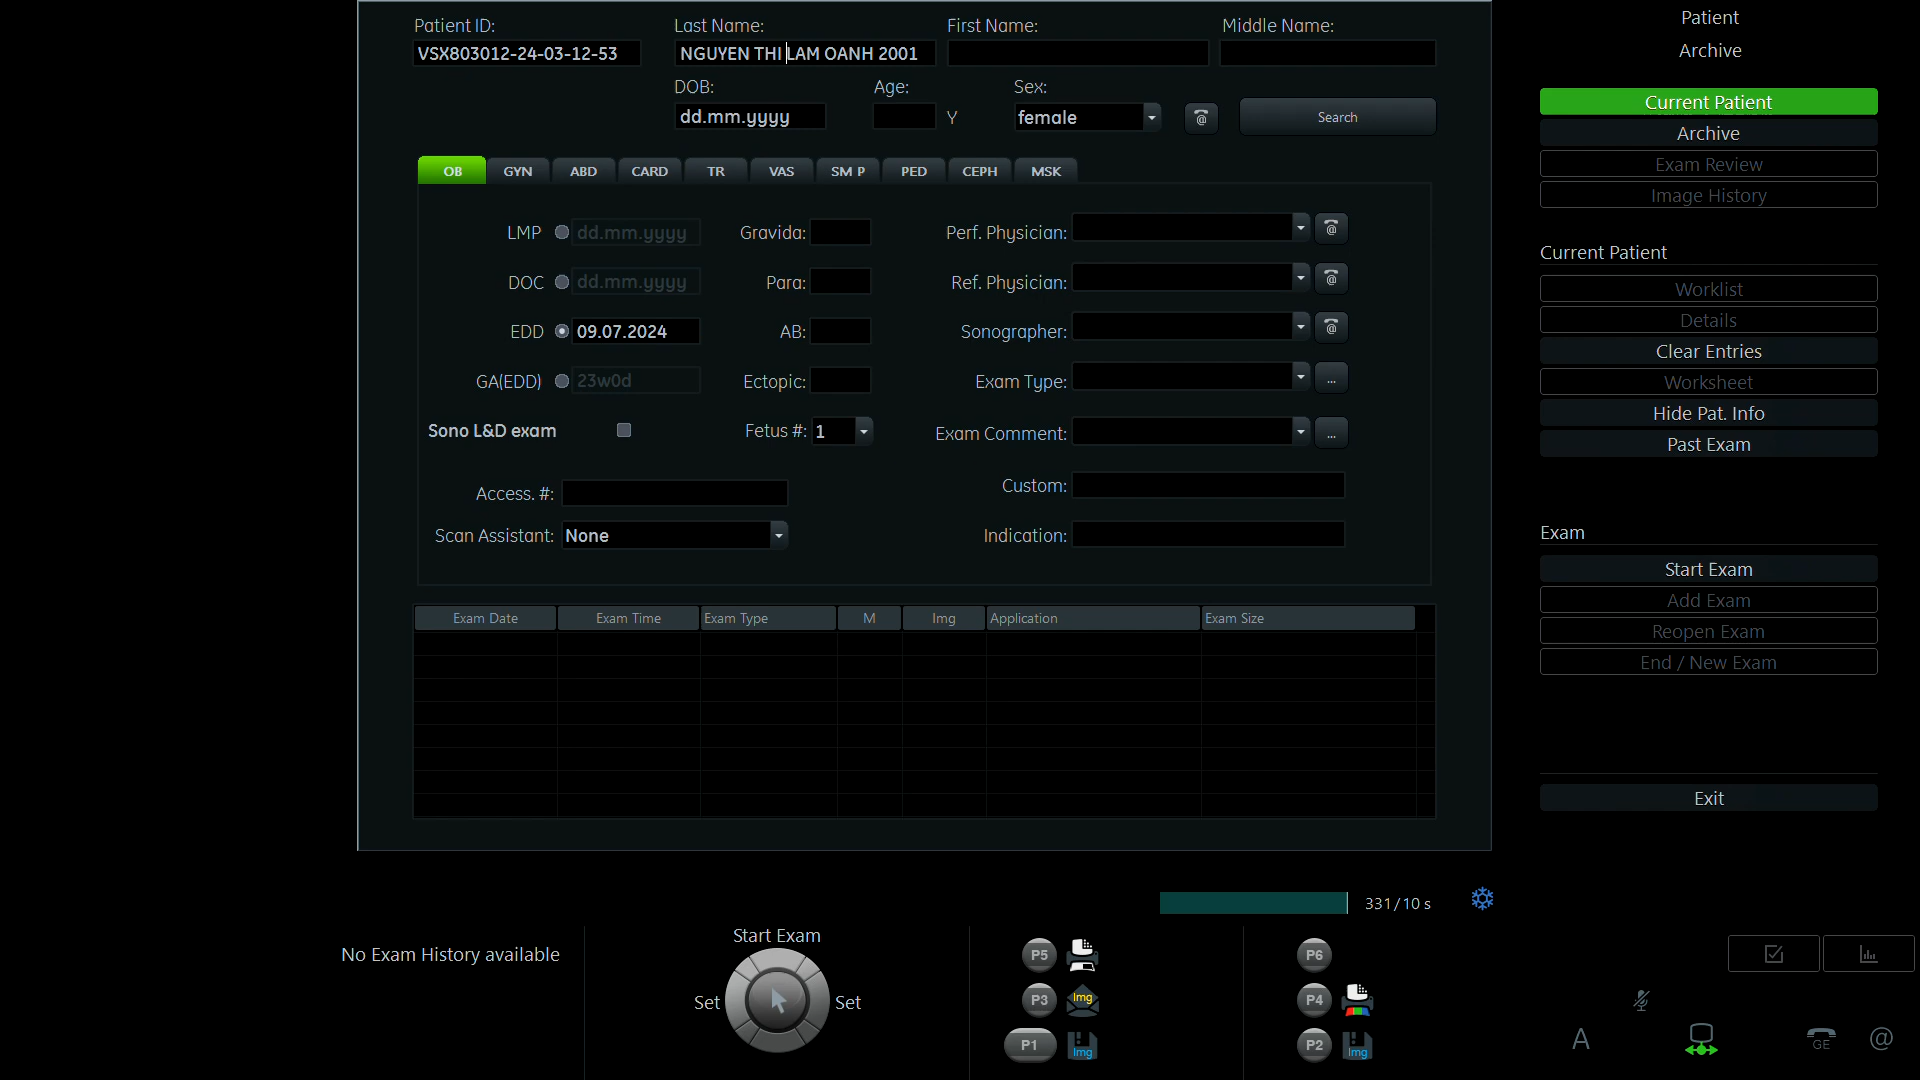 Patient ID: Last Name: First Name: Middle Name:
VSX803012-24-03-12-53 NGUYEN THI LAM OANH 2001
DOB: Age: Sex:
dd.mm.yyyy Y female @ Search
OB GYN ABD CARD TR VAS SM P PED CEPH MSK
LMP dd.mm.yyyy Gravida: Perf. Physician: @
DOC dd.mm.yyyy Para: Ref. Physician: @
EDD 09.07.2024 AB: Sonographer: @
GA(EDD) 23w0d Ectopic: Exam Type: ...
Sono L&D exam Fetus #: 1 Exam Comment: ...
Access. #: Custom:
Scan Assistant: None Indication:
Exam Date Exam Time Exam Type M Img Application Exam Size
331/10 s
No Exam History available
Start Exam
Set Set
P5 P6
P3 Img P4
P1 Img P2 Img
Patient
Archive
Current Patient
Archive
Exam Review
Image History
Current Patient
Worklist
Details
Clear Entries
Worksheet
Hide Pat. Info
Past Exam
Exam
Start Exam
Add Exam
Reopen Exam
End / New Exam
Exit
A GE @